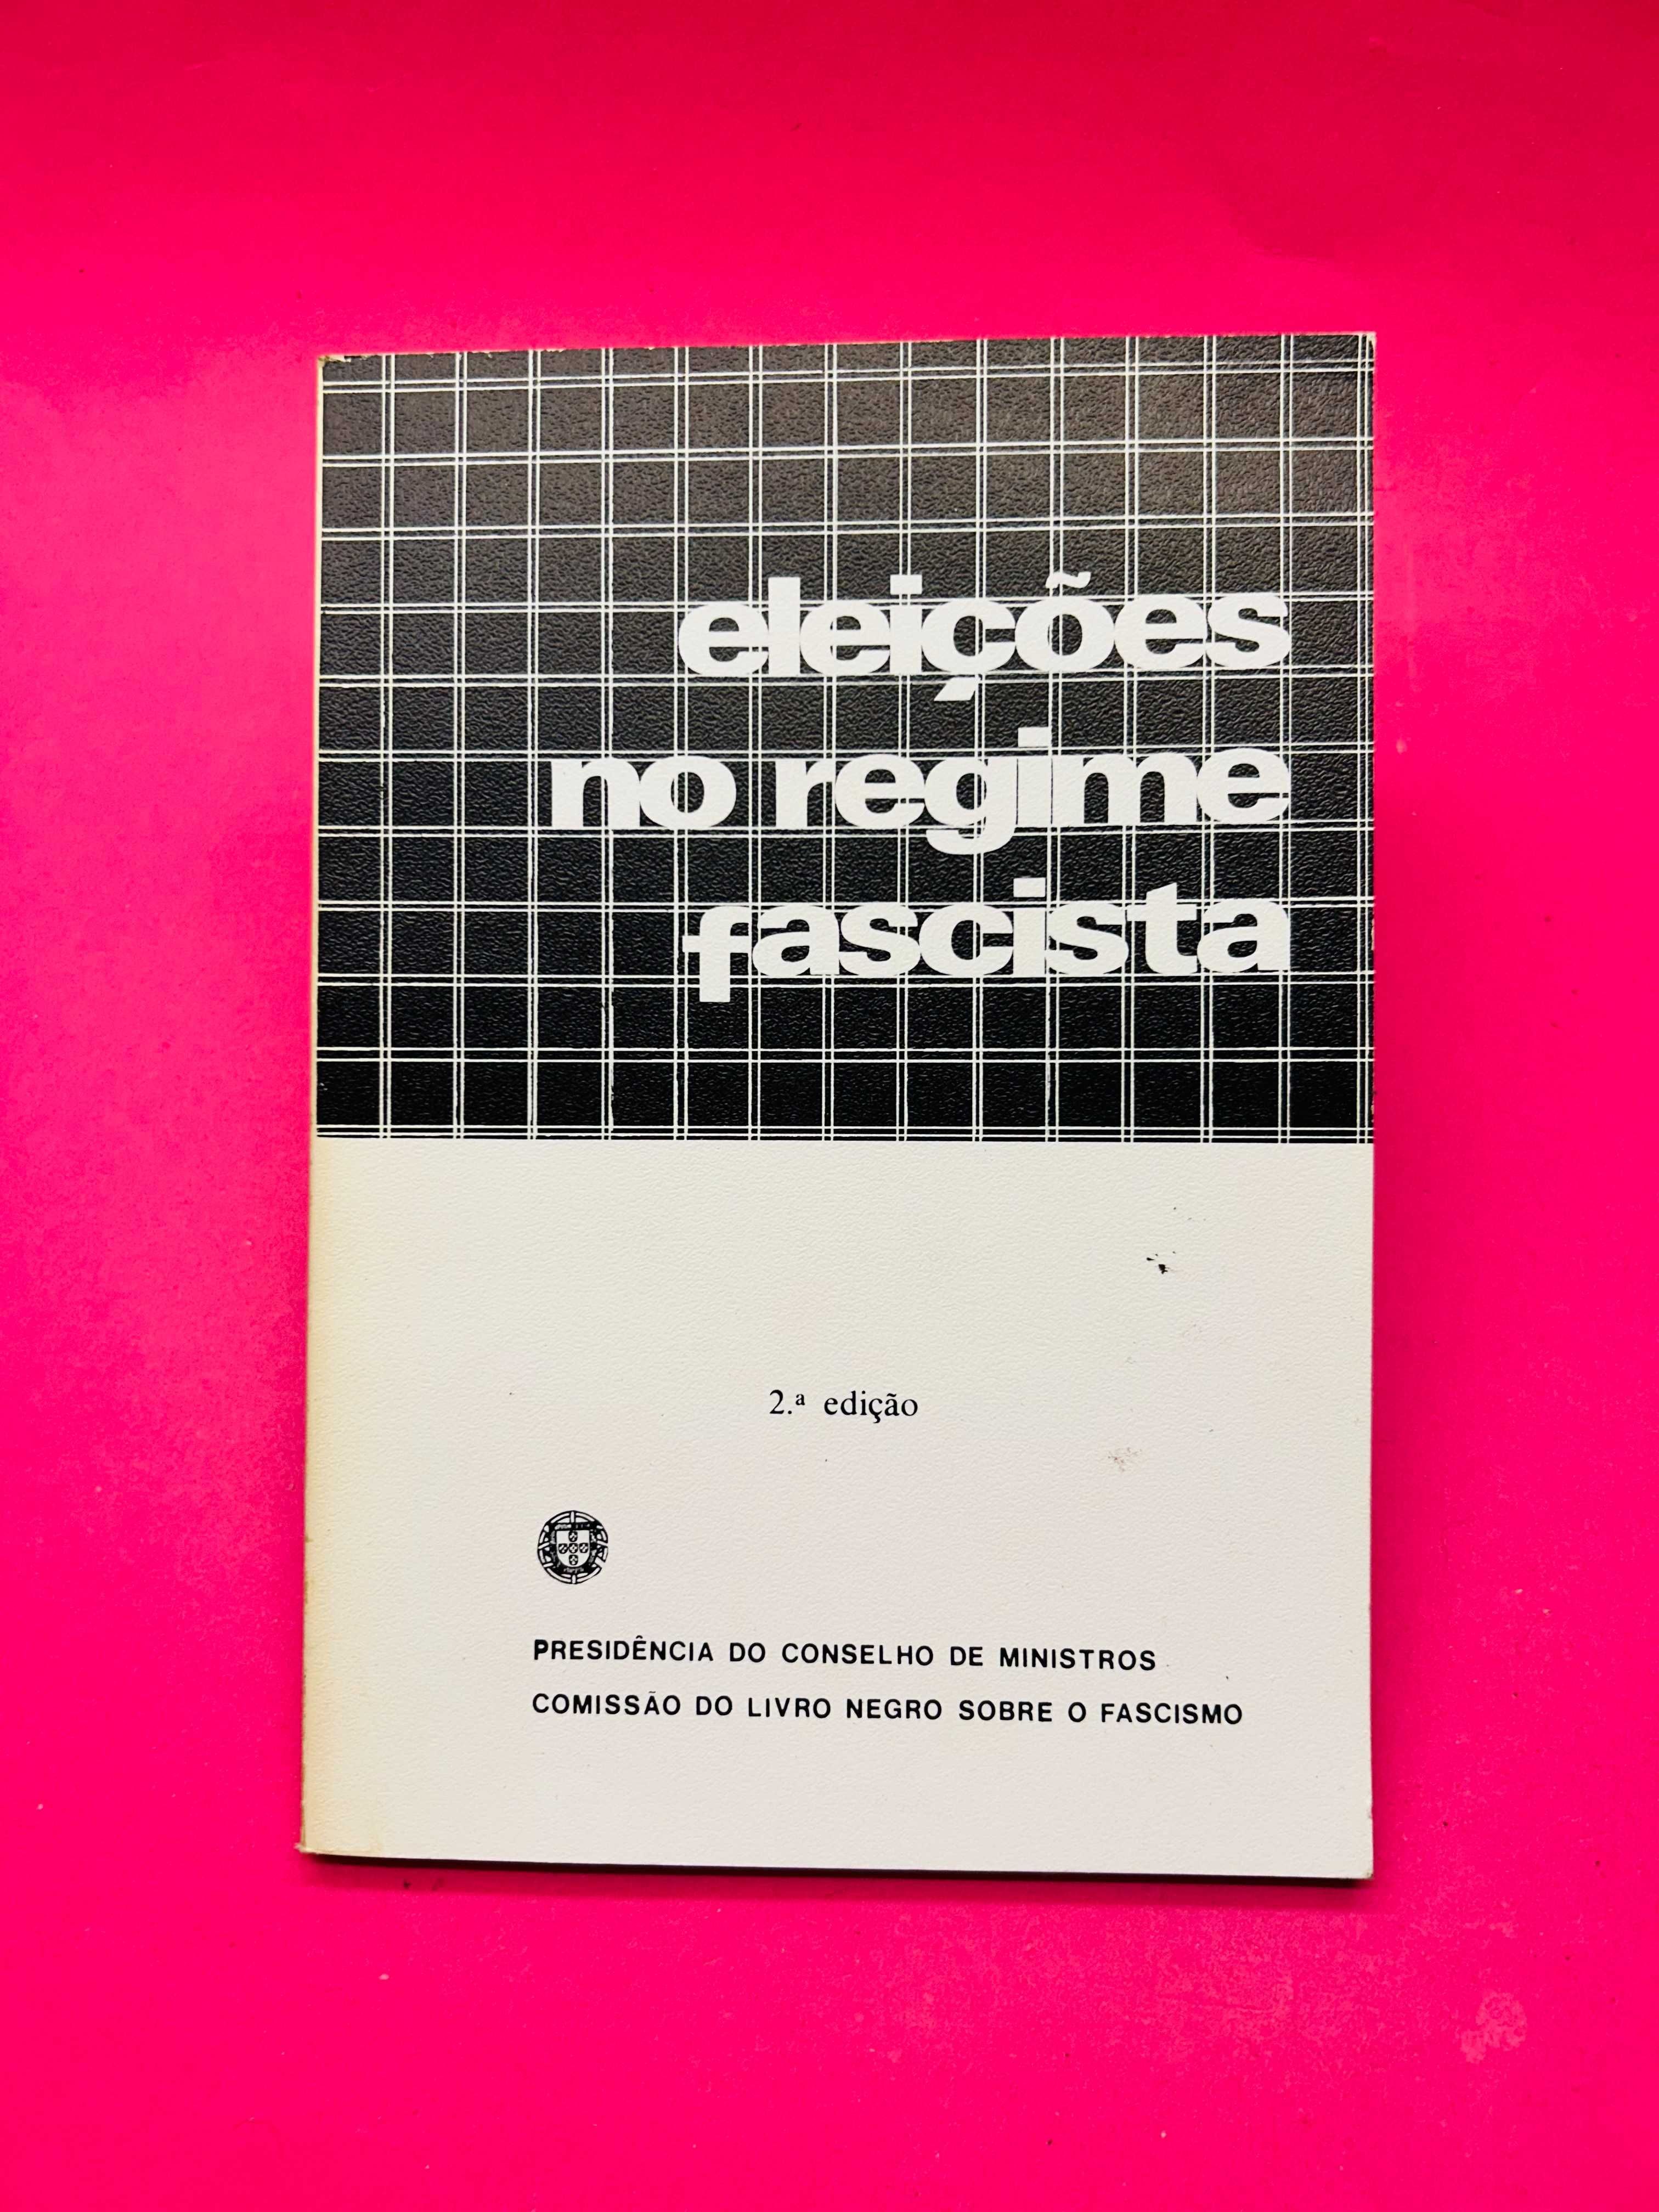 eleições
no regime
fascista
2.ª edição
PRESIDÊNCIA DO CONSELHO DE MINISTROS
COMISSÃO DO LIVRO NEGRO SOBRE O FASCISMO